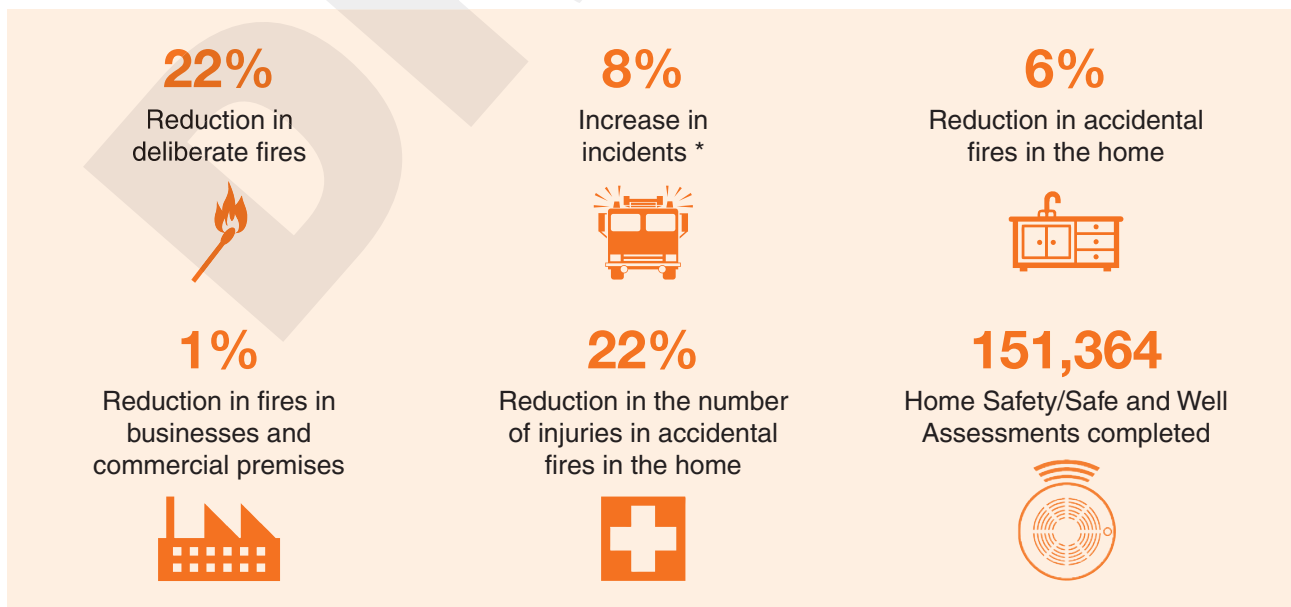 22%
Reduction in
deliberate fires
8%
Increase in
incidents *
6%
Reduction in accidental
fires in the home
1%
Reduction in fires in
businesses and
commercial premises
22%
Reduction in the number
of injuries in accidental
fires in the home
151,364
Home Safety/Safe and Well
Assessments completed